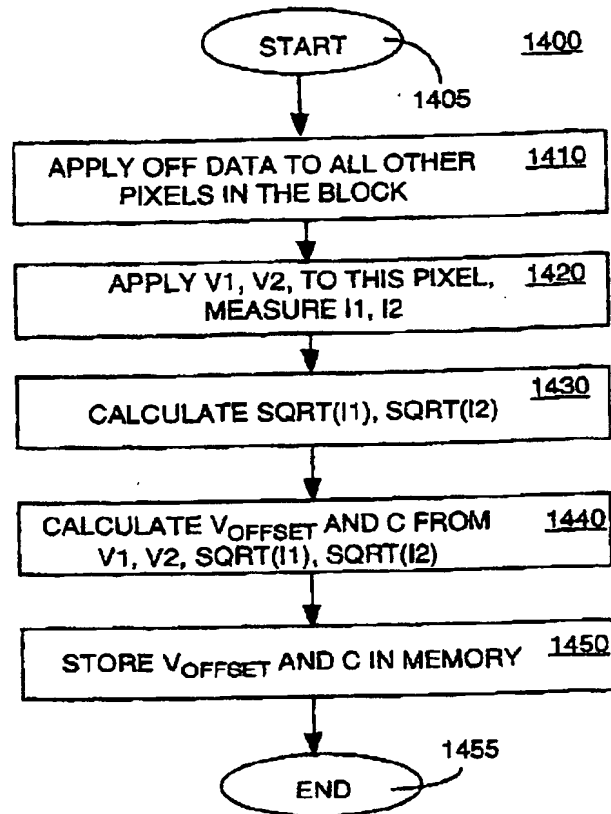 START
1400
1405
APPLY OFF DATA TO ALL OTHER
PIXELS IN THE BLOCK
1410
APPLY V1, V2, TO THIS PIXEL,
MEASURE I1, I2
1420
CALCULATE SQRT(I1), SQRT(I2)
1430
CALCULATE VOFFSET AND C FROM
V1, V2, SQRT(I1), SQRT(I2)
1440
STORE VOFFSET AND C IN MEMORY
1450
END
1455